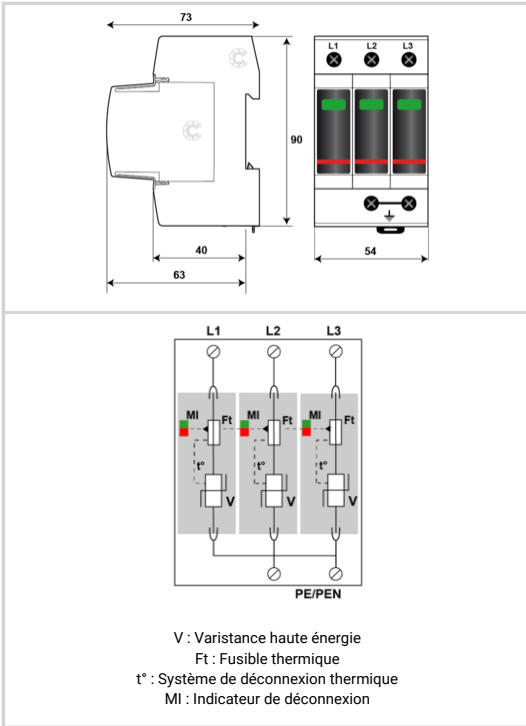 73
L1 L2 L3
90
40
63
54
L1 L2 L3
MI Ft MI Ft MI Ft
t° t° t°
V V V
PE/PEN
V : Varistance haute énergie
Ft : Fusible thermique
t° : Système de déconnexion thermique
MI : Indicateur de déconnexion